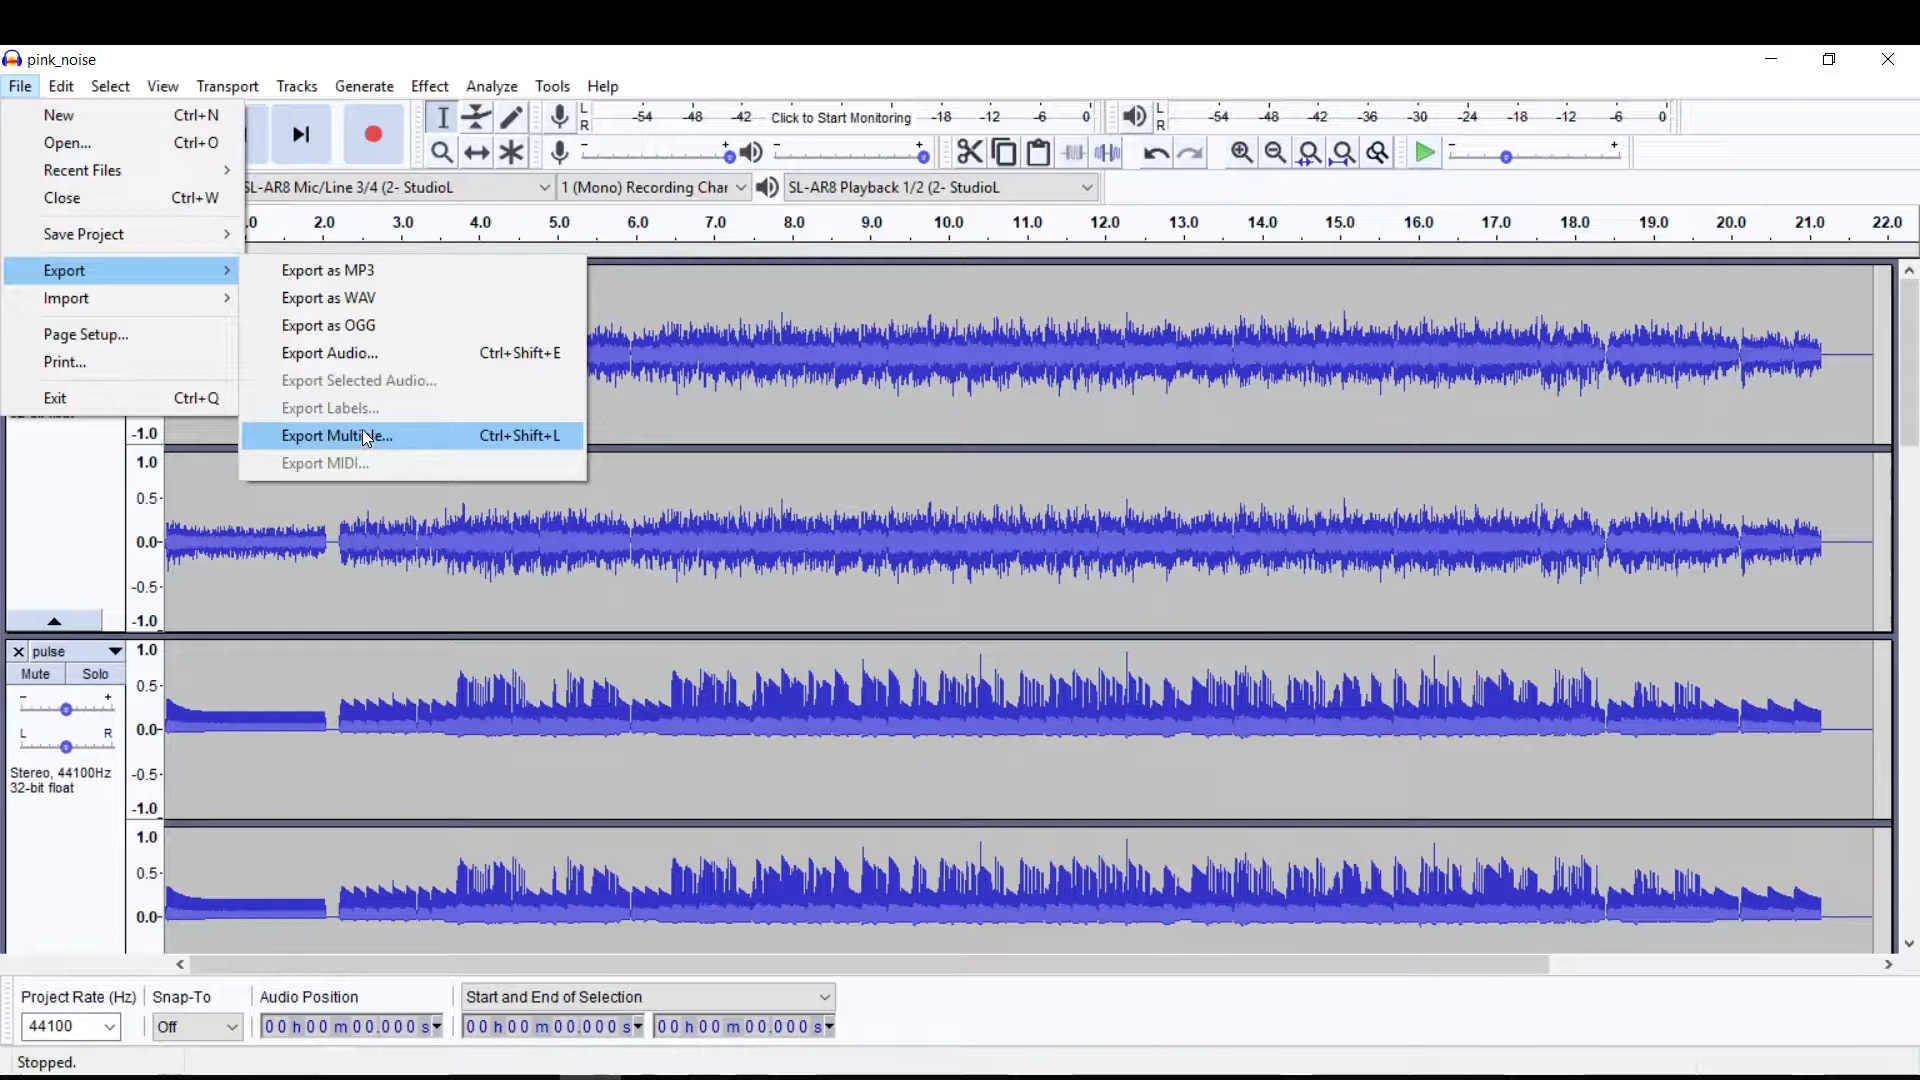 pink_noise
File Edit Select View Transport Tracks Generate Effect Analyze Tools Help
New Ctrl+N
Open... Ctrl+O
Recent Files
Close Ctrl+W
Save Project
Export
Import
Page Setup...
Print...
Exit Ctrl+Q
Export as MP3
Export as WAV
Export as OGG
Export Audio... Ctrl+Shift+E
Export Selected Audio...
Export Labels...
Export Multiple... Ctrl+Shift+L
Export MIDI...
L R -54 -48 -42 Click to Start Monitoring -18 -12 -6 0
L R -54 -48 -42 -36 -30 -24 -18 -12 -6 0
- + - + - +
SL-AR8 Mic/Line 3/4 (2- StudioL 1 (Mono) Recording Char SL-AR8 Playback 1/2 (2- StudioL
.0 2.0 3.0 4.0 5.0 6.0 7.0 8.0 9.0 10.0 11.0 12.0 13.0 14.0 15.0 16.0 17.0 18.0 19.0 20.0 21.0 22.0
-1.0
1.0
0.5-
0.0-
-0.5-
-1.0
pulse
Mute Solo
- +
L R
Stereo, 44100Hz
32-bit float
1.0
0.5-
0.0-
-0.5-
-1.0
1.0
0.5-
0.0-
Project Rate (Hz) Snap-To Audio Position Start and End of Selection
44100 Off 00 h 00 m 00.000 s 00 h 00 m 00.000 s 00 h 00 m 00.000 s
Stopped.